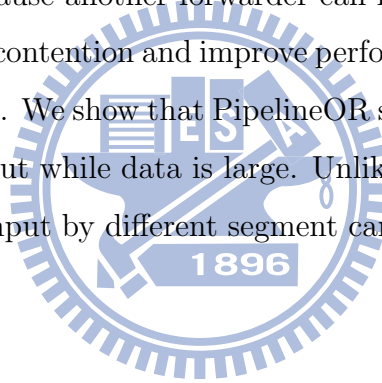 ause another forwarder can
contention and improve perfo
. We show that PipelineOR s
ut while data is large. Unlik
nput by different segment can
E S A
1896